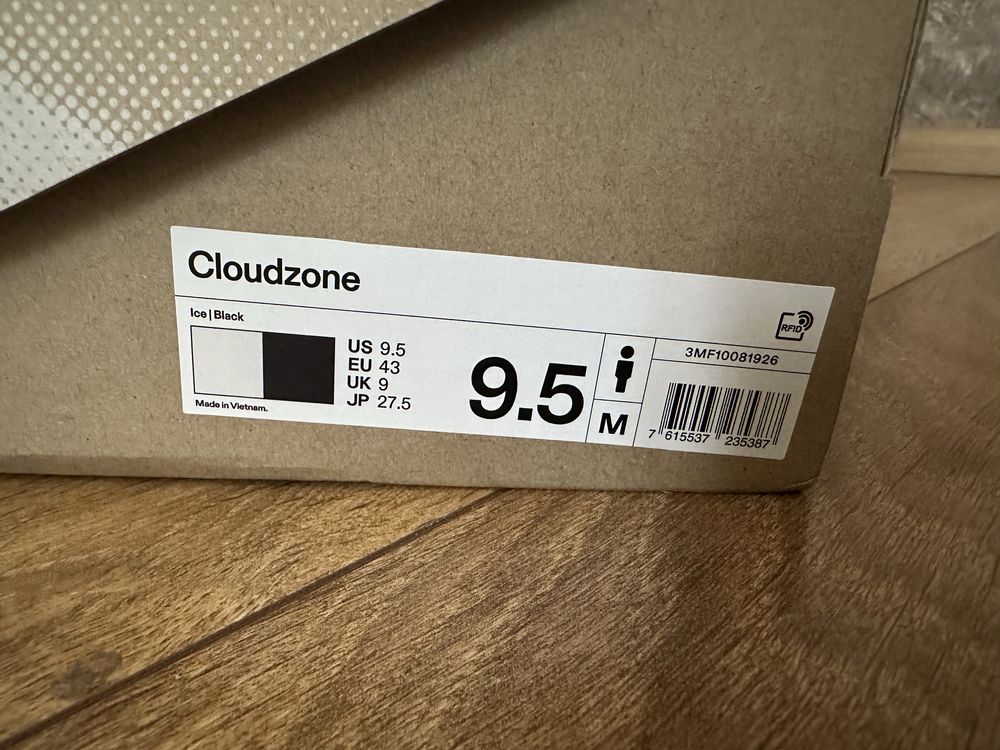 Cloudzone
Ice | Black
US 9.5
EU 43
UK 9
JP 27.5
Made in Vietnam.
9.5
M
RFID
3MF10081926
7 615537 235387